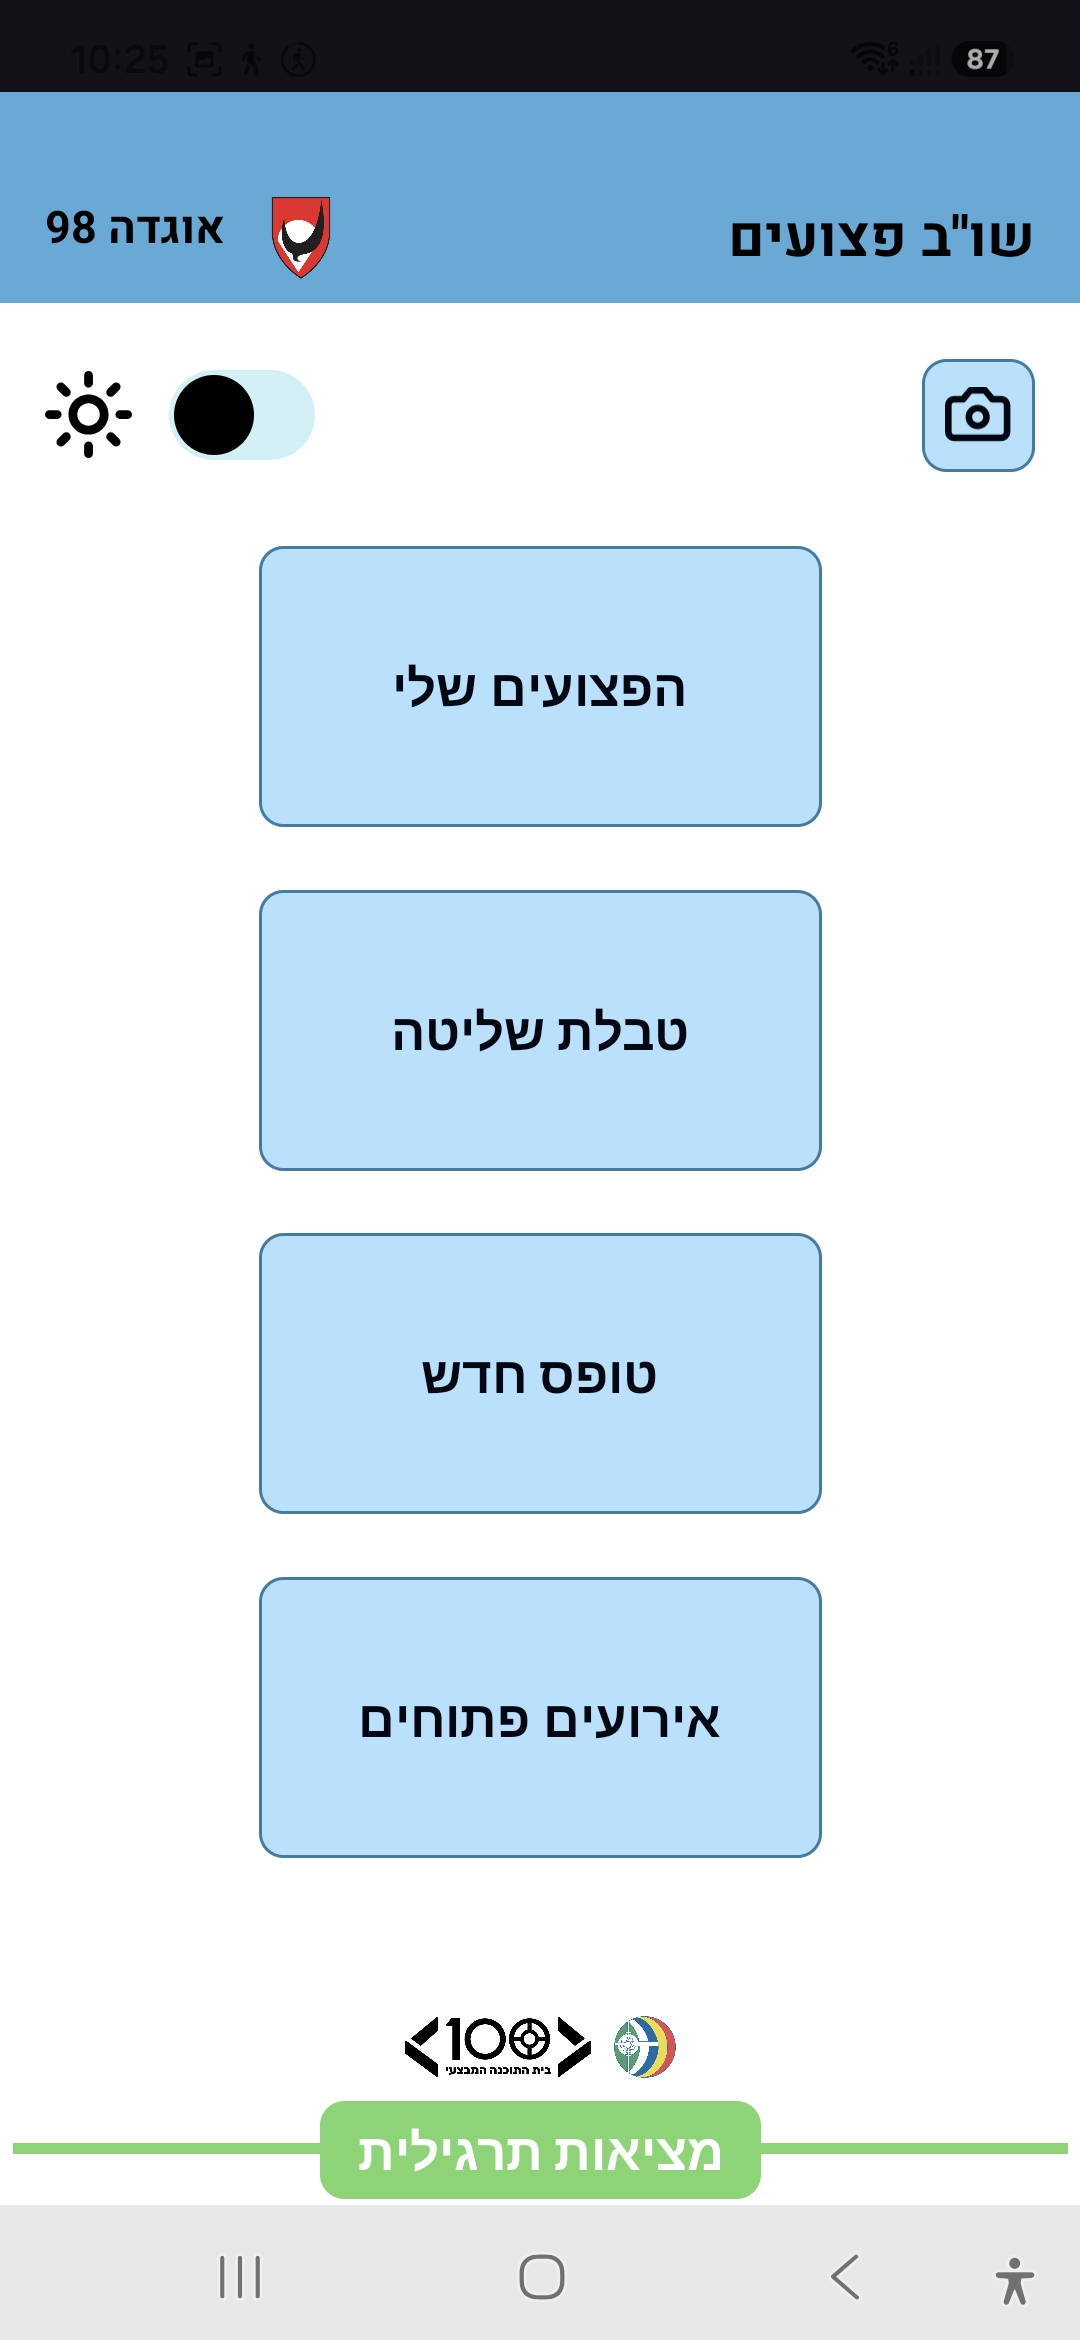 10:25
6
87
שו"ב פצועים
אוגדה 98
הפצועים שלי
טבלת שליטה
טופס חדש
אירועים פתוחים
<100>
בית התוכנה המבצעי
מציאות תרגילית